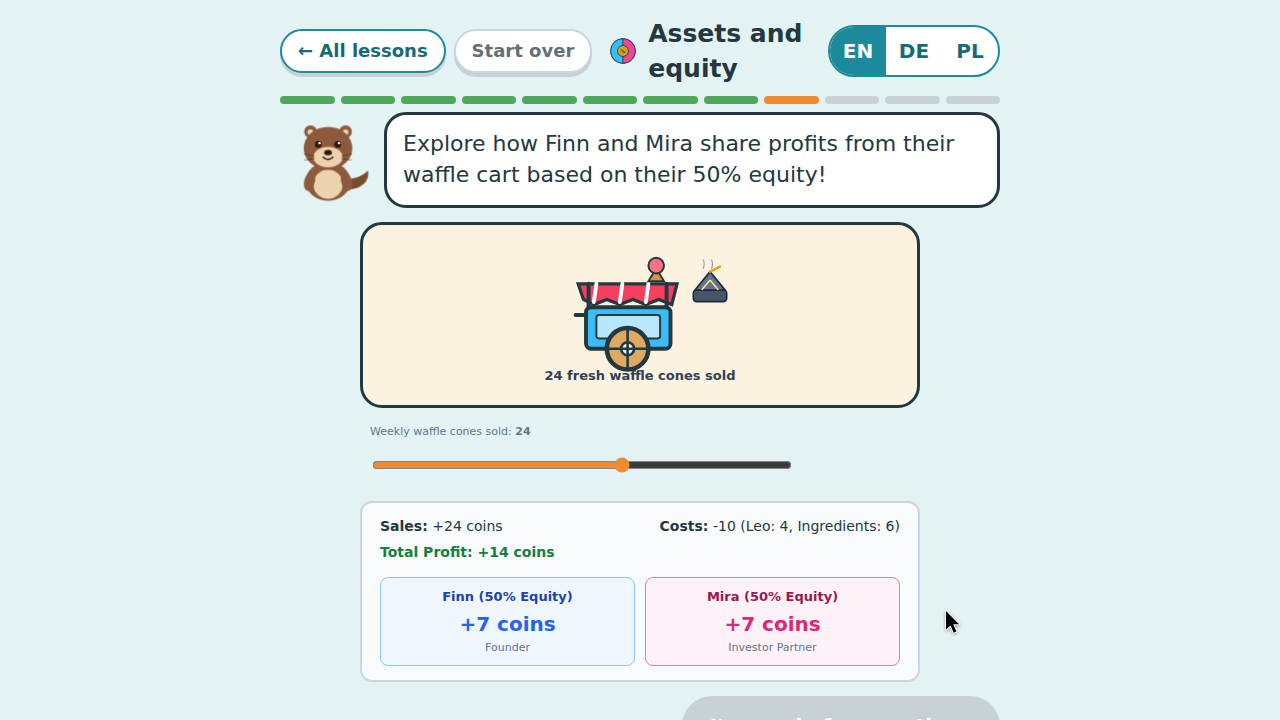 ← All lessons
Start over
Assets and
equity
EN
DE
PL
Explore how Finn and Mira share profits from their
waffle cart based on their 50% equity!
24 fresh waffle cones sold
Weekly waffle cones sold: 24
Sales: +24 coins
Costs: -10 (Leo: 4, Ingredients: 6)
Total Profit: +14 coins
Finn (50% Equity)
+7 coins
Founder
Mira (50% Equity)
+7 coins
Investor Partner